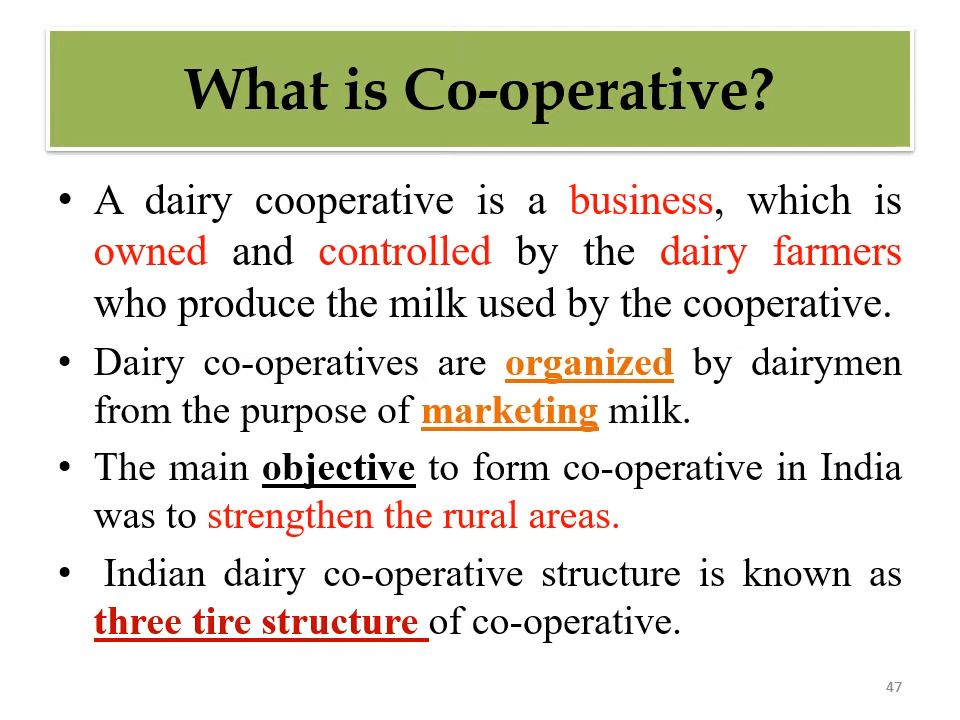 What is Co-operative?
• A dairy cooperative is a business, which is
owned and controlled by the dairy farmers
who produce the milk used by the cooperative.
• Dairy co-operatives are organized by dairymen
from the purpose of marketing milk.
• The main objective to form co-operative in India
was to strengthen the rural areas.
• Indian dairy co-operative structure is known as
three tire structure of co-operative.
47